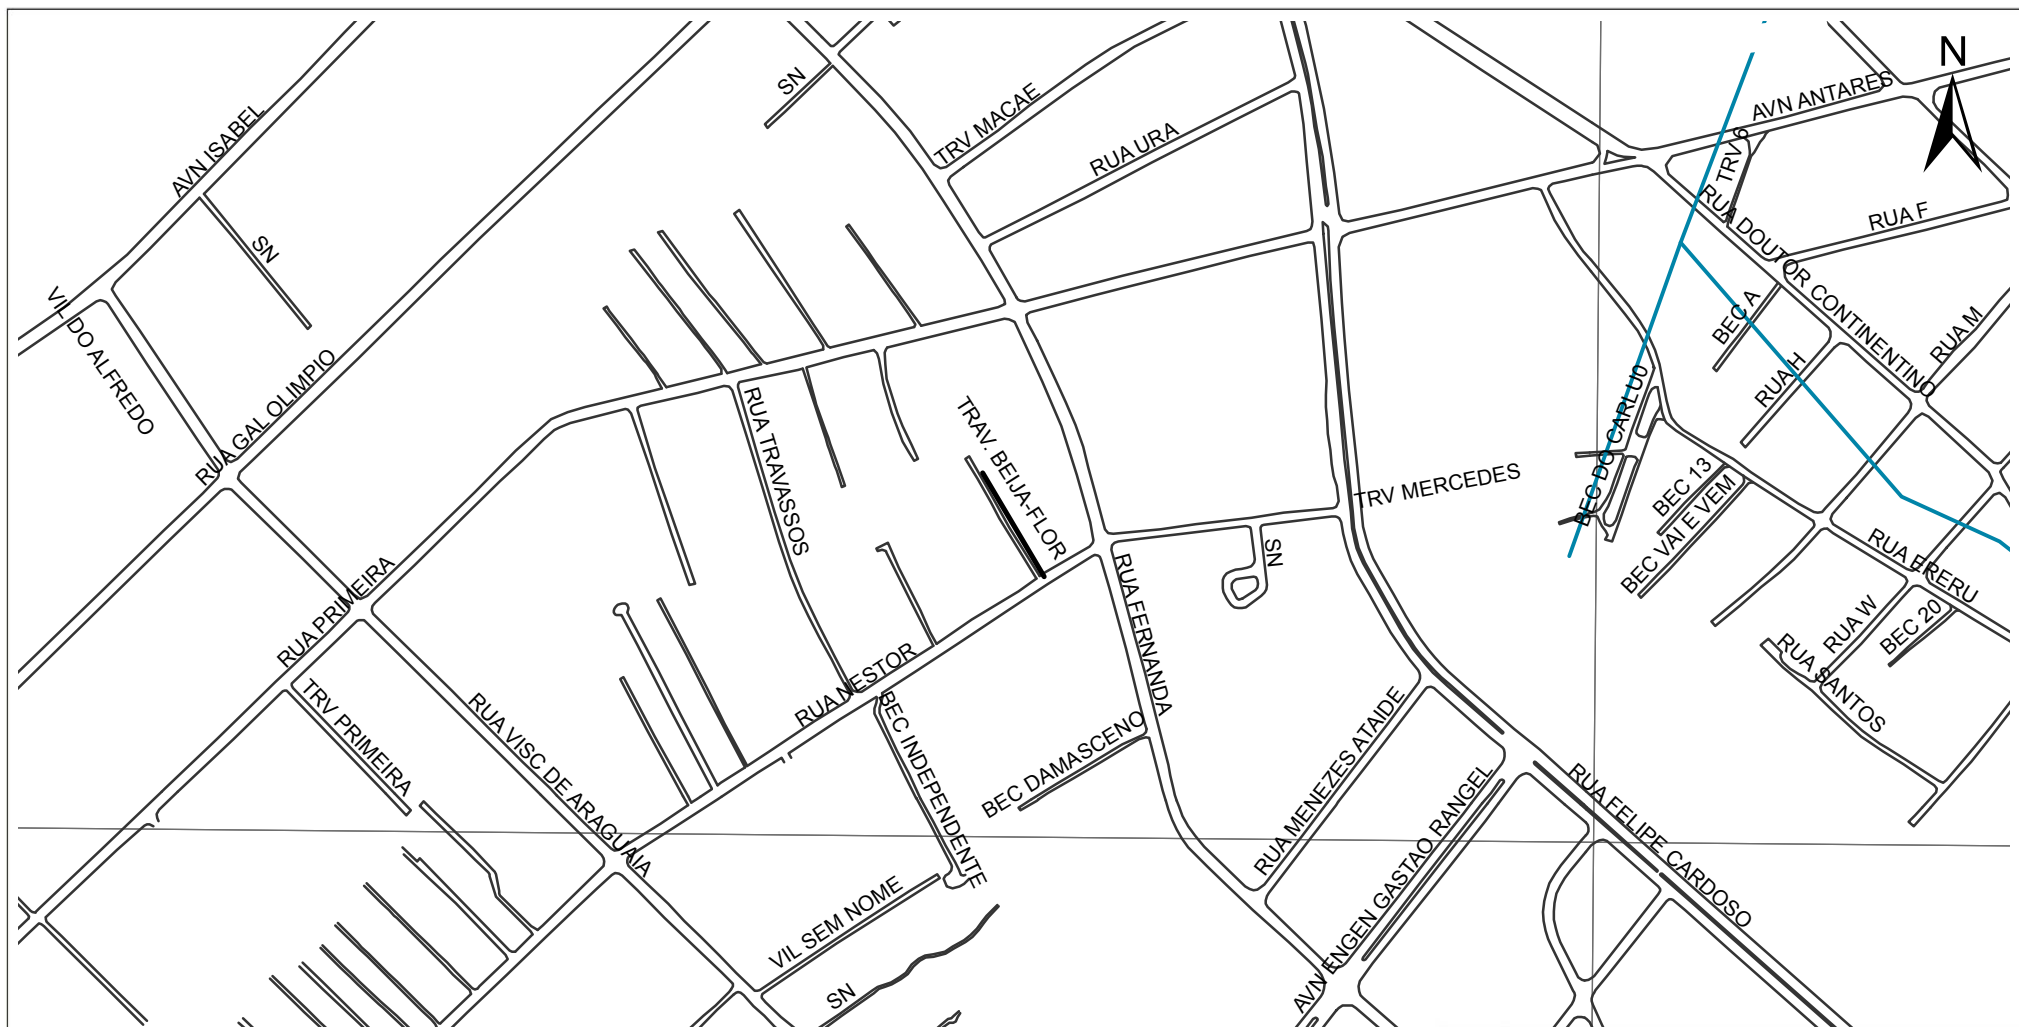 N
SN
AVN ANTARES
TRV MACAE
RUA URA
AVN ISABEL
TRV 6
RUA F
SN
RUA DOUTOR CONTINENTINO
VIL DO ALFREDO
BEC A
RUA M
RUA H
RUA GAL OLIMPIO
RUA TRAVASSOS
TRAV. BEIJA-FLOR
BEC DO CARLU0
TRV MERCEDES
BEC 13
BEC VAI E VEM
SN
RUA ERERU
RUA PRIMEIRA
RUA FERNANDA
RUA W
BEC 20
RUA SANTOS
RUA NESTOR
TRV PRIMEIRA
RUA VISC DE ARAGUAIA
BEC INDEPENDENTE
BEC DAMASCENO
RUA MENEZES ATAIDE
AVN ENGEN GASTAO RANGEL
RUA FELIPE CARDOSO
VIL SEM NOME
SN